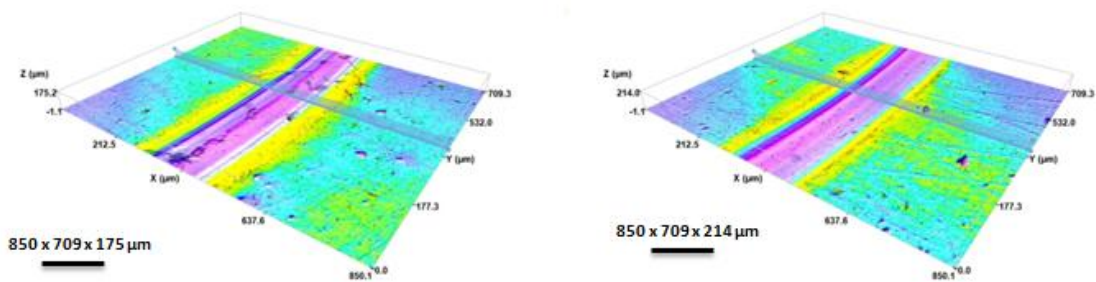 Z (µm)
175.2
-1.1
212.5
X (µm)
637.6
850.1
0.0
177.3
Y (µm)
532.0
709.3
850 x 709 x 175 µm
Z (µm)
214.0
-1.1
212.5
X (µm)
637.6
850.1
0.0
177.3
Y (µm)
532.0
709.3
850 x 709 x 214 µm